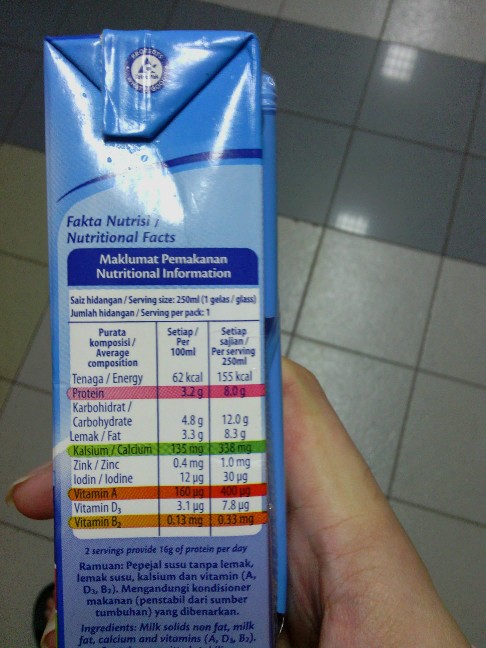 Fakta Nutrisi /
Nutritional Facts
Maklumat Pemakanan
Nutritional Information
Saiz hidangan / Serving size: 250ml (1 gelas / glass)
Jumlah hidangan / Serving per pack: 1
Purata komposisi / Average composition Setiap / Per 100ml Setiap sajian / Per serving 250ml
Tenaga / Energy 62 kcal 155 kcal
Protein 3.2 g 8.0 g
Karbohidrat /
Carbohydrate 4.8 g 12.0 g
Lemak / Fat 3.3 g 8.3 g
Kalsium / Calcium 135 mg 338 mg
Zink / Zinc 0.4 mg 1.0 mg
Iodin / Iodine 12 µg 30 µg
Vitamin A 160 µg 400 µg
Vitamin D₃ 3.1 µg 7.8 µg
Vitamin B₂ 0.13 mg 0.33 mg
2 servings provide 16g of protein per day
Ramuan: Pepejal susu tanpa lemak,
lemak susu, kalsium dan vitamin (A,
D₃, B₂). Mengandungi kondisioner
makanan (penstabil dari sumber
tumbuhan) yang dibenarkan.
Ingredients: Milk solids non fat, milk
fat, calcium and vitamins (A, D₃, B₂).